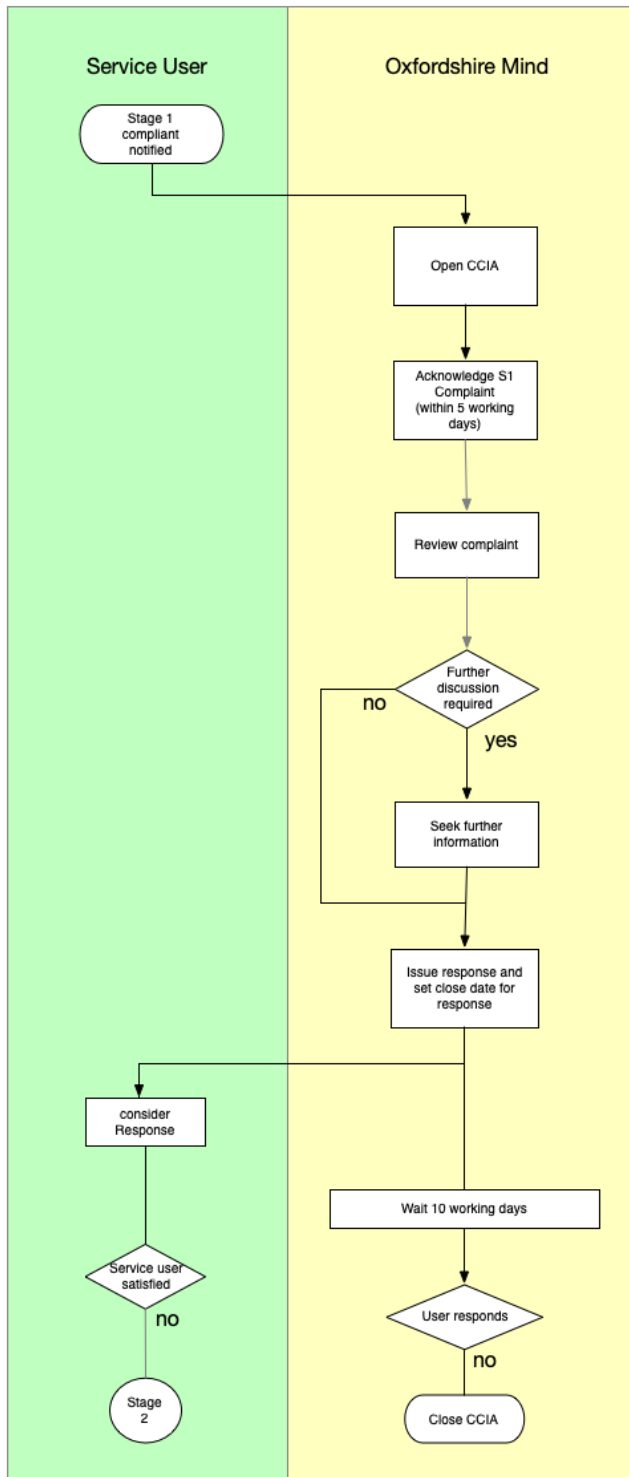 Service User
Oxfordshire Mind
Stage 1
compliant
notified
Open CCIA
Acknowledge S1
Complaint
(within 5 working
days)
Review complaint
Further
discussion
required
no
yes
Seek further
information
Issue response and
set close date for
response
consider
Response
Wait 10 working days
Service user
satisfied
no
User responds
no
Stage
2
Close CCIA